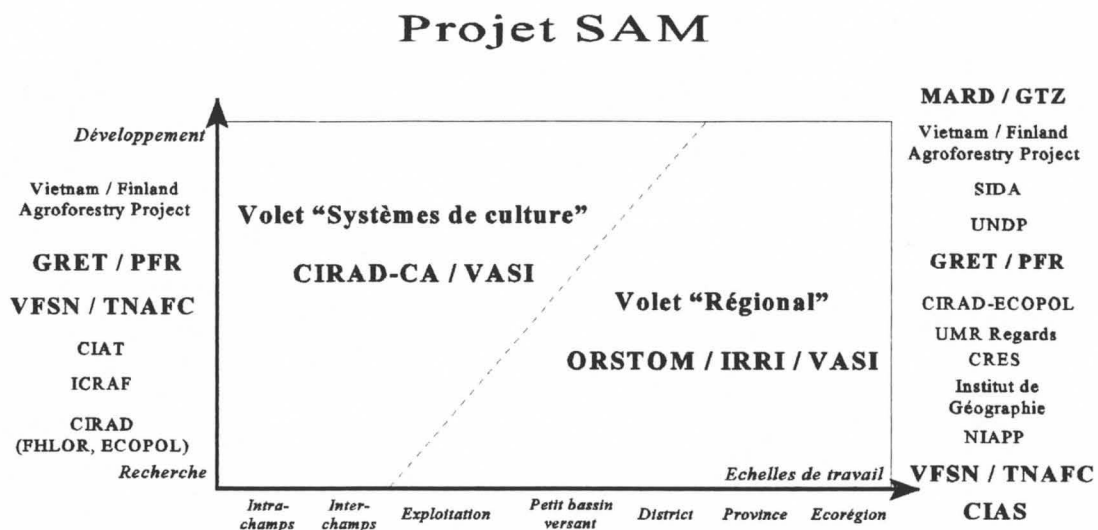 Projet SAM
Développement
Vietnam / Finland
Agroforestry Project
GRET / PFR
VFSN / TNAFC
CIAT
ICRAF
CIRAD
(FHLOR, ECOPOL)
Recherche
Volet “Systèmes de culture”
CIRAD-CA / VASI
Volet “Régional”
ORSTOM / IRRI / VASI
Echelles de travail
Intra-
champs
Inter-
champs
Exploitation
Petit bassin
versant
District
Province
Ecorégion
MARD / GTZ
Vietnam / Finland
Agroforestry Project
SIDA
UNDP
GRET / PFR
CIRAD-ECOPOL
UMR Regards
CRES
Institut de
Géographie
NIAPP
VFSN / TNAFC
CIAS